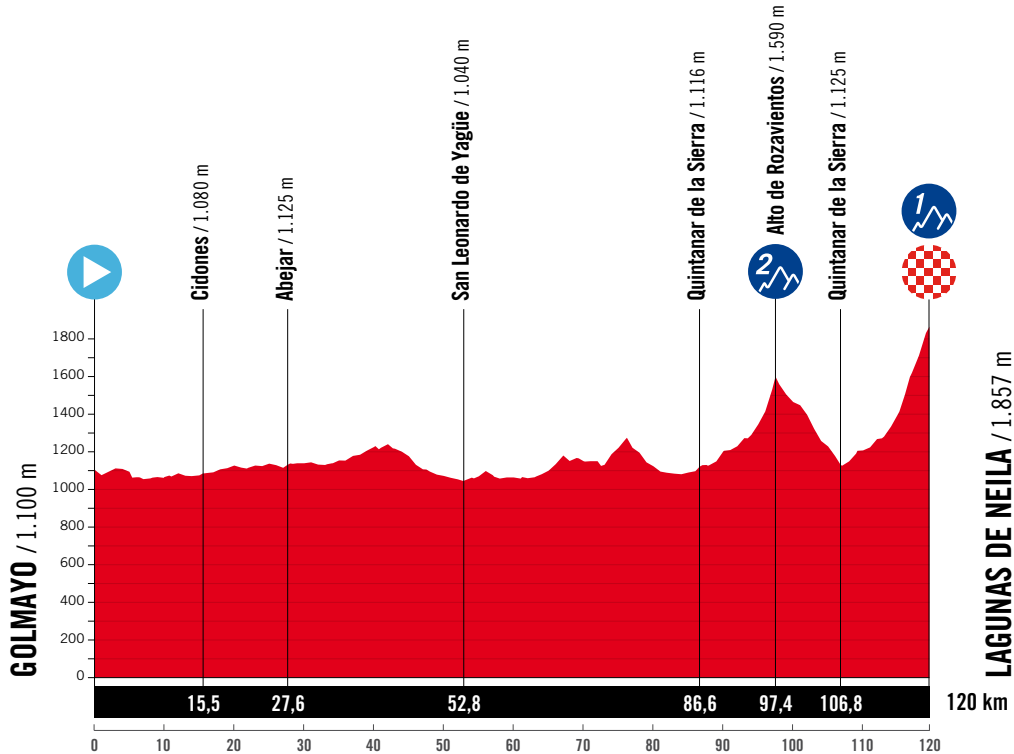 Cidones / 1.080 m
Abejar / 1.125 m
San Leonardo de Yagüe / 1.040 m
Quintanar de la Sierra / 1.116 m
Alto de Rozavientos / 1.590 m
Quintanar de la Sierra / 1.125 m
1
2
1800
1600
1400
1200
1000
800
600
400
200
0
GOLMAYO / 1.100 m
LAGUNAS DE NEILA / 1.857 m
15,5 27,6 52,8 86,6 97,4 106,8 120 km
0 10 20 30 40 50 60 70 80 90 100 110 120